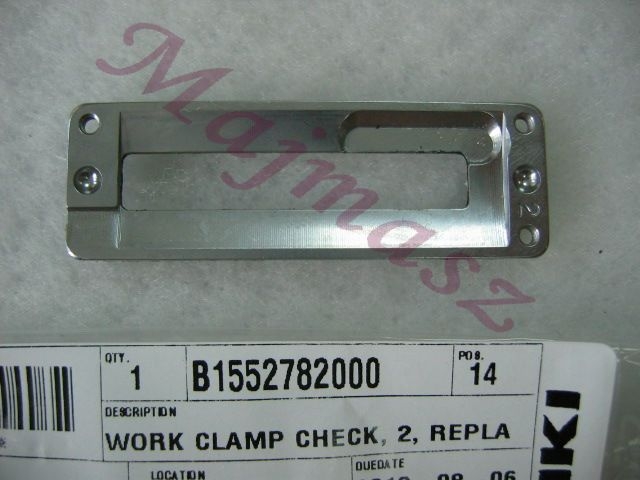 Majmasz
2
QTY. 1
B1552782000
POS. 14
DESCRIPTION
WORK CLAMP CHECK, 2, REPLA
LOCATION
DUEDATE